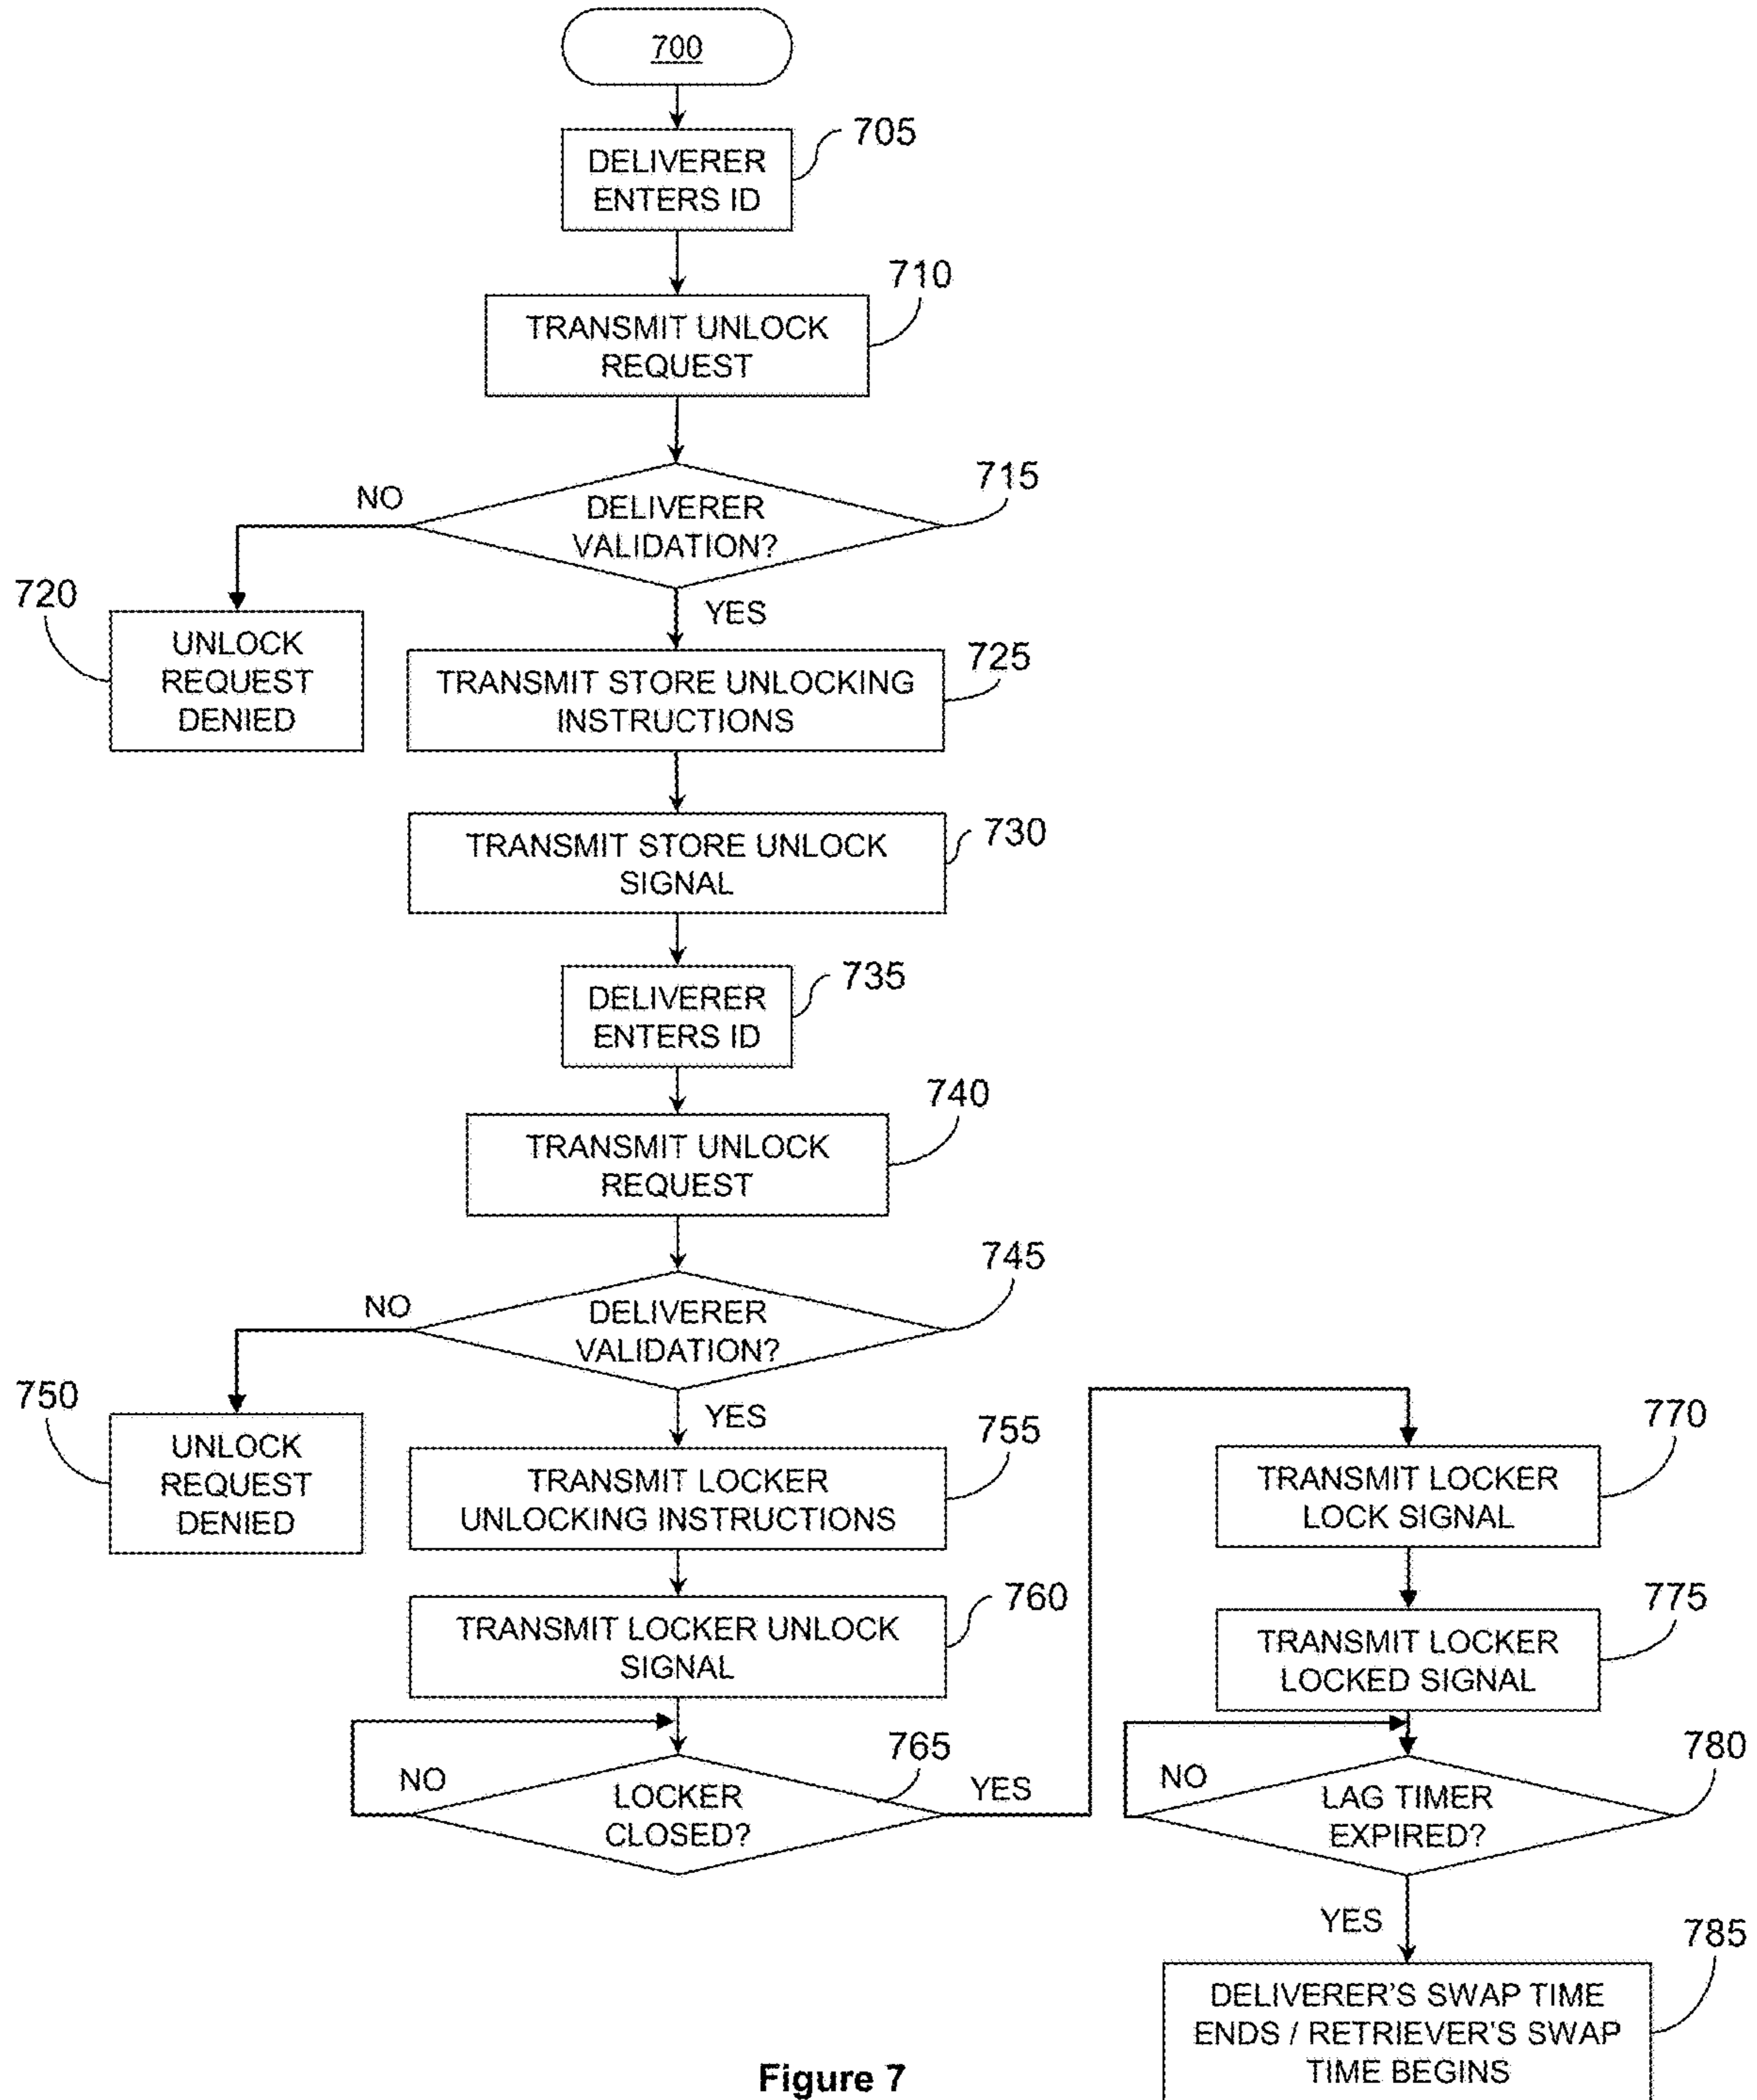 700
DELIVERER
ENTERS ID
705
TRANSMIT UNLOCK
REQUEST
710
DELIVERER
VALIDATION?
715
NO
YES
720
UNLOCK
REQUEST
DENIED
TRANSMIT STORE UNLOCKING
INSTRUCTIONS
725
TRANSMIT STORE UNLOCK
SIGNAL
730
DELIVERER
ENTERS ID
735
TRANSMIT UNLOCK
REQUEST
740
DELIVERER
VALIDATION?
745
NO
YES
750
UNLOCK
REQUEST
DENIED
TRANSMIT LOCKER
UNLOCKING INSTRUCTIONS
755
TRANSMIT LOCKER UNLOCK
SIGNAL
760
LOCKER
CLOSED?
765
NO
YES
TRANSMIT LOCKER
LOCK SIGNAL
770
TRANSMIT LOCKER
LOCKED SIGNAL
775
LAG TIMER
EXPIRED?
780
NO
YES
DELIVERER'S SWAP TIME
ENDS / RETRIEVER'S SWAP
TIME BEGINS
785
Figure 7